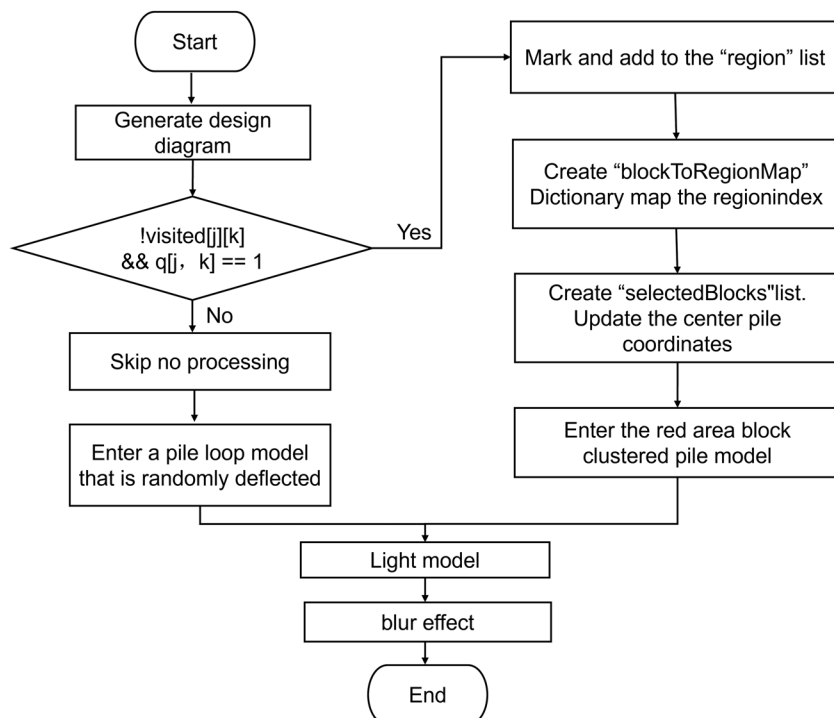 Start
Generate design
diagram
!visited[j][k]
&& q[j， k] == 1
Yes
No
Skip no processing
Enter a pile loop model
that is randomly deflected
Mark and add to the “region” list
Create “blockToRegionMap”
Dictionary map the regionindex
Create “selectedBlocks"list.
Update the center pile
coordinates
Enter the red area block
clustered pile model
Light model
blur effect
End